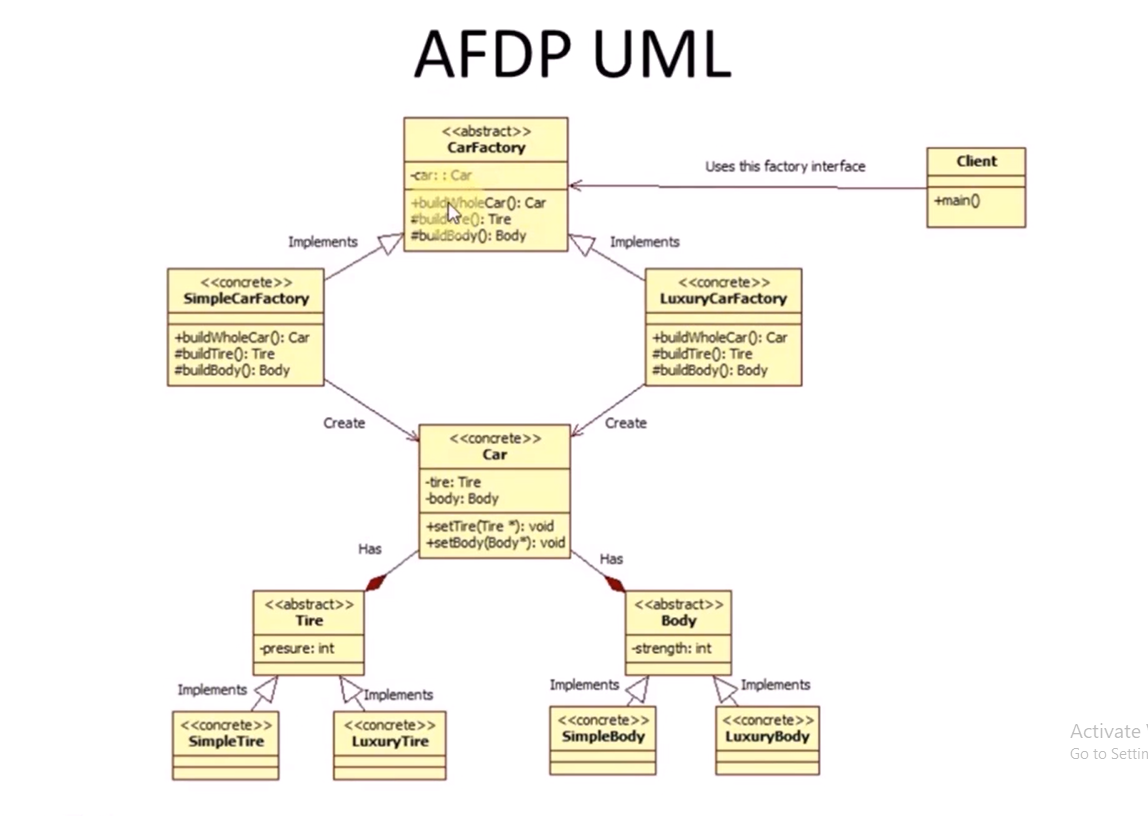 AFDP UML
<<abstract>>
CarFactory
-car: : Car
+buildWholeCar(): Car
#buildTire(): Tire
#buildBody(): Body
Uses this factory interface
Client
+main()
Implements
Implements
<<concrete>>
SimpleCarFactory
+buildWholeCar(): Car
#buildTire(): Tire
#buildBody(): Body
<<concrete>>
LuxuryCarFactory
+buildWholeCar(): Car
#buildTire(): Tire
#buildBody(): Body
Create
Create
<<concrete>>
Car
-tire: Tire
-body: Body
+setTire(Tire *): void
+setBody(Body*): void
Has
Has
<<abstract>>
Tire
-presure: int
<<abstract>>
Body
-strength: int
Implements
Implements
Implements
Implements
<<concrete>>
SimpleTire
<<concrete>>
LuxuryTire
<<concrete>>
SimpleBody
<<concrete>>
LuxuryBody
Activate
Go to